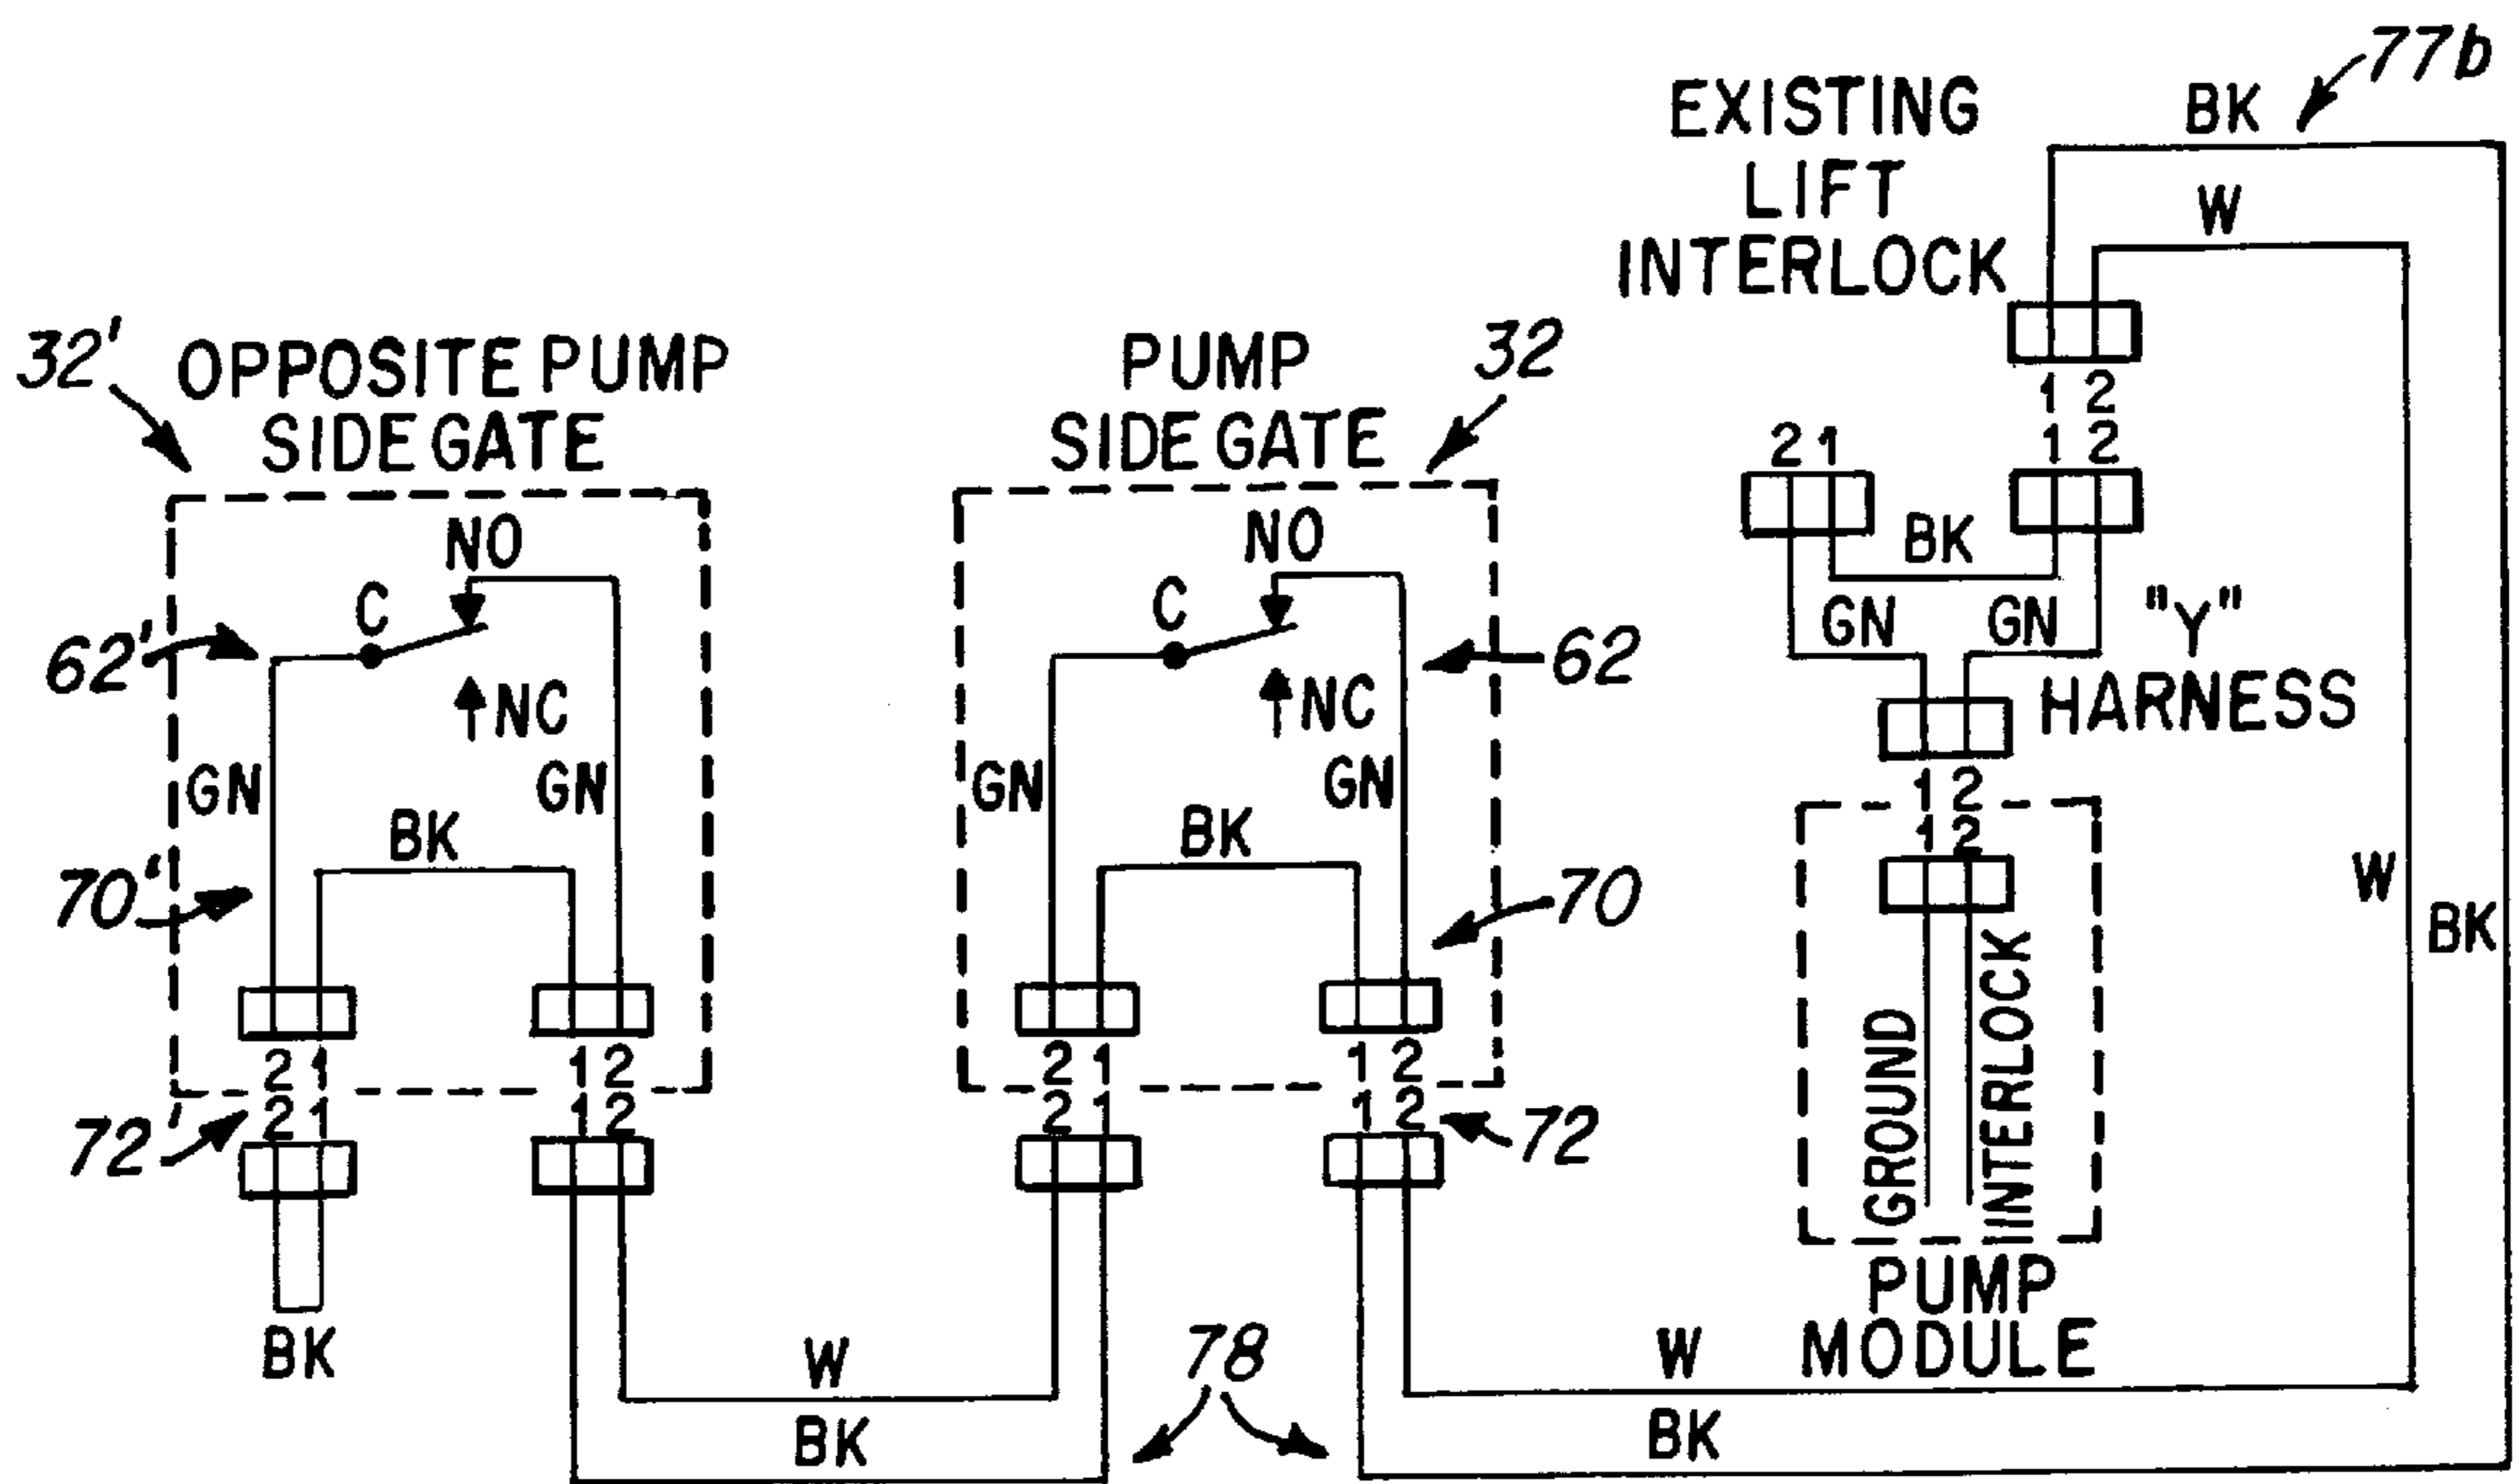 77b
BK
EXISTING
LIFT
INTERLOCK
W
1 2
1 2
2 1
BK
GN
GN
"Y"
HARNESS
1 2
1 2
GROUND
INTERLOCK
PUMP
MODULE
W
BK
32'
OPPOSITE PUMP
SIDE GATE
NO
C
62'
NC
GN
GN
BK
70'
2 1
1 2
72'
2 1
1 2
BK
W
BK
PUMP
SIDE GATE
32
NO
C
62
NC
GN
GN
BK
70
2 1
1 2
2 1
1 2
72
78
W
BK